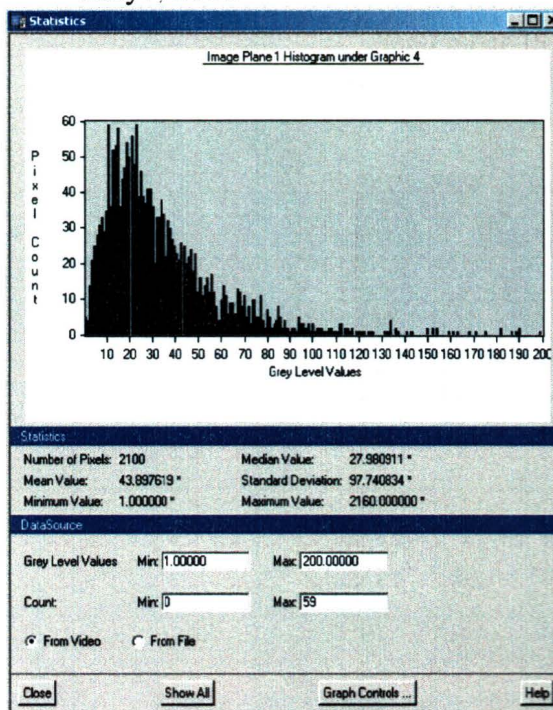 Statistics
Image Plane 1 Histogram under Graphic 4
Pixel Count
60
50
40
30
20
10
0
10 20 30 40 50 60 70 80 90 100 110 120 130 140 150 160 170 180 190 200
Grey Level Values
Statistics
Number of Pixels: 2100 Median Value: 27.980911 *
Mean Value: 43.897619 * Standard Deviation: 97.740834 *
Minimum Value: 1.000000 * Maximum Value: 2160.000000 *
DataSource
Grey Level Values Min: 1.00000 Max: 200.00000
Count: Min: 0 Max: 59
From Video From File
Close Show All Graph Controls ... Help